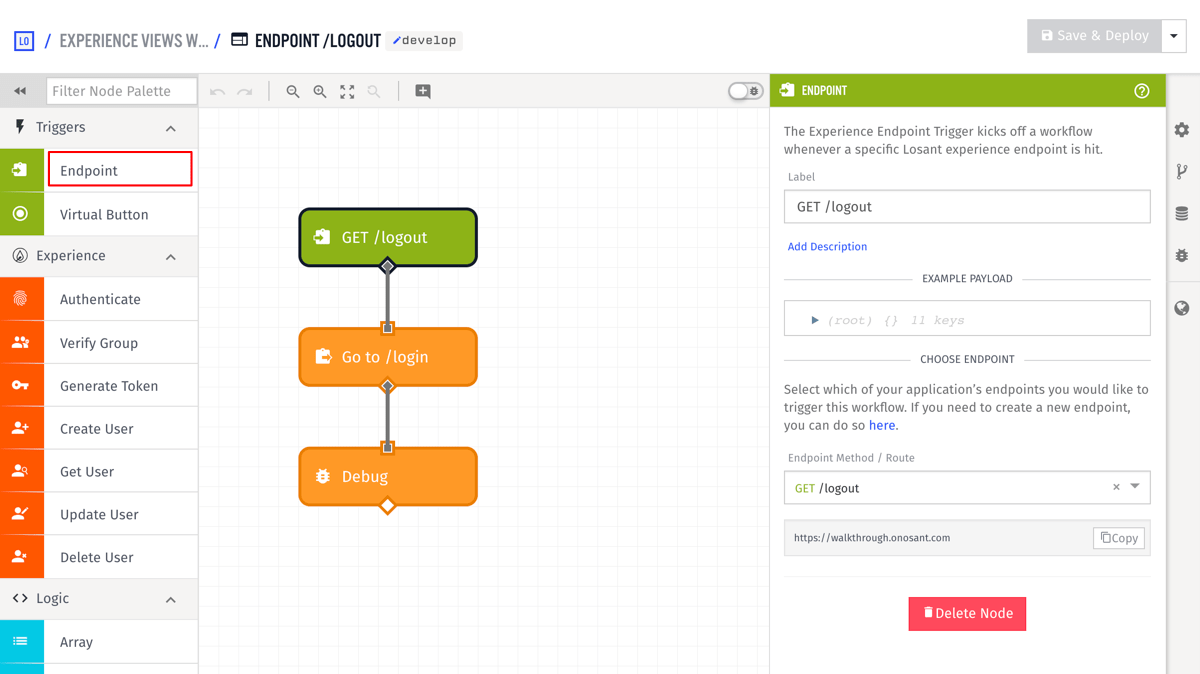 LO / EXPERIENCE VIEWS W... / ENDPOINT /LOGOUT develop
Save & Deploy
Filter Node Palette
Triggers
Endpoint
Virtual Button
Experience
Authenticate
Verify Group
Generate Token
Create User
Get User
Update User
Delete User
Logic
Array
GET /logout
Go to /login
Debug
ENDPOINT
The Experience Endpoint Trigger kicks off a workflow
whenever a specific Losant experience endpoint is hit.
Label
GET /logout
Add Description
EXAMPLE PAYLOAD
(root) {} 11 keys
CHOOSE ENDPOINT
Select which of your application’s endpoints you would like to
trigger this workflow. If you need to create a new endpoint,
you can do so here.
Endpoint Method / Route
GET /logout
https://walkthrough.onosant.com
Copy
Delete Node